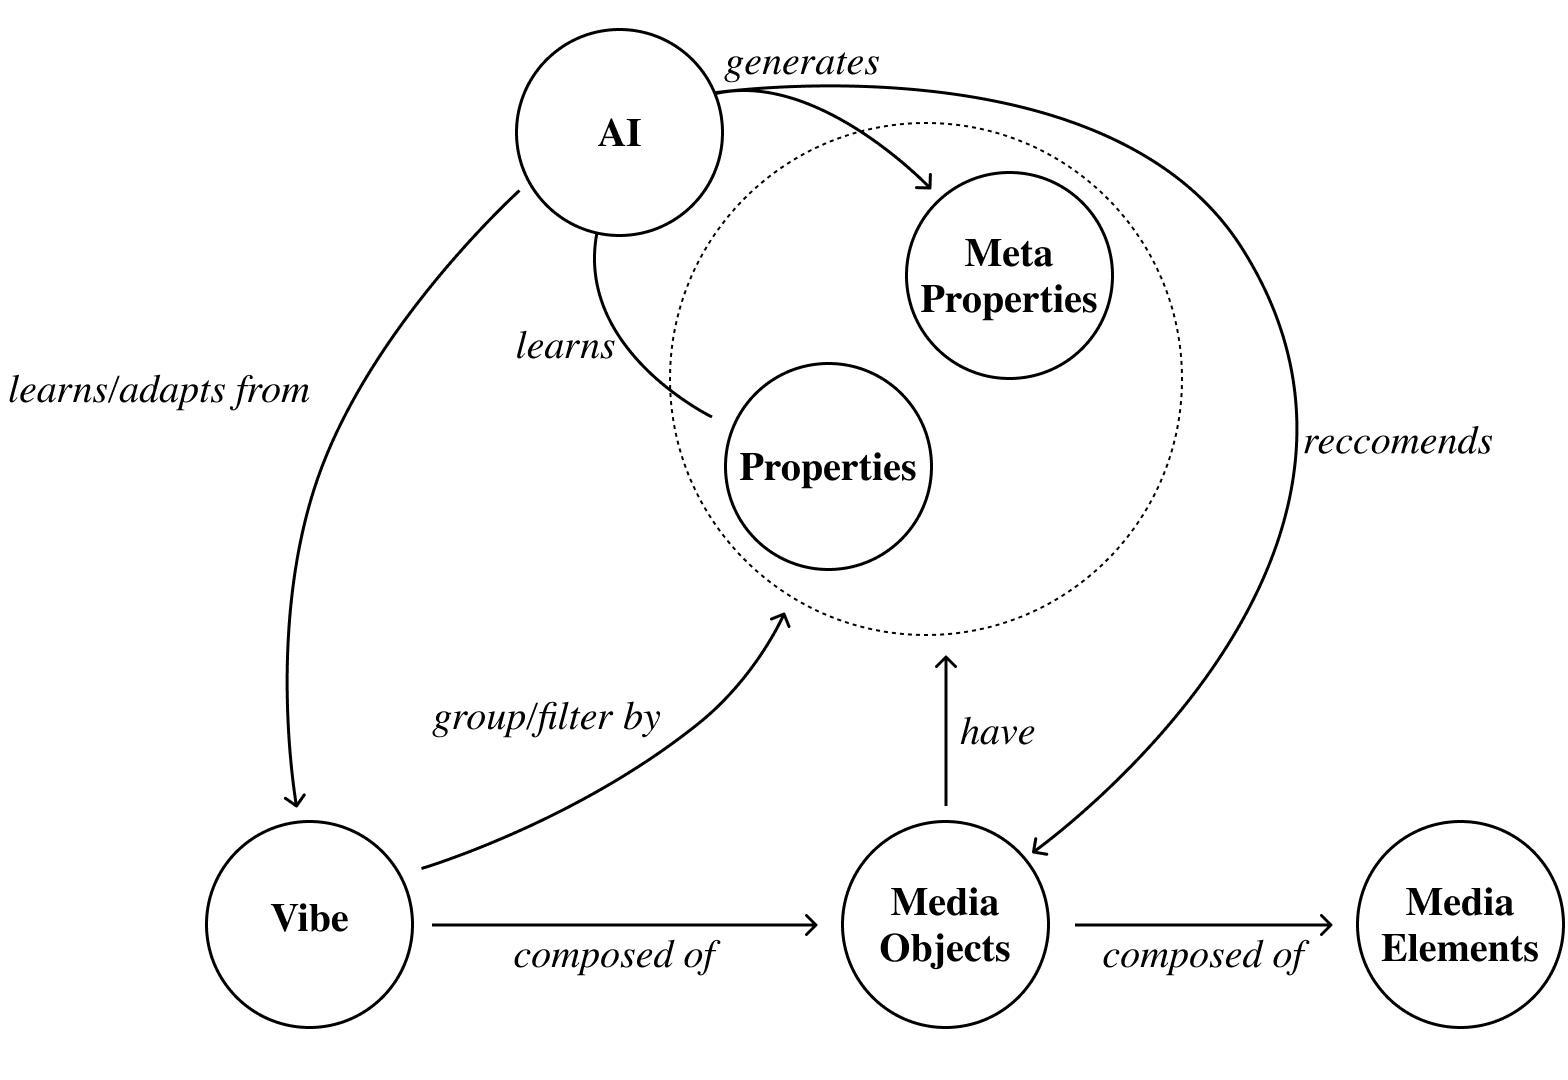 generates
AI
Meta
Properties
learns
learns/adapts from
reccomends
Properties
group/filter by
have
Vibe
Media
Objects
Media
Elements
composed of
composed of